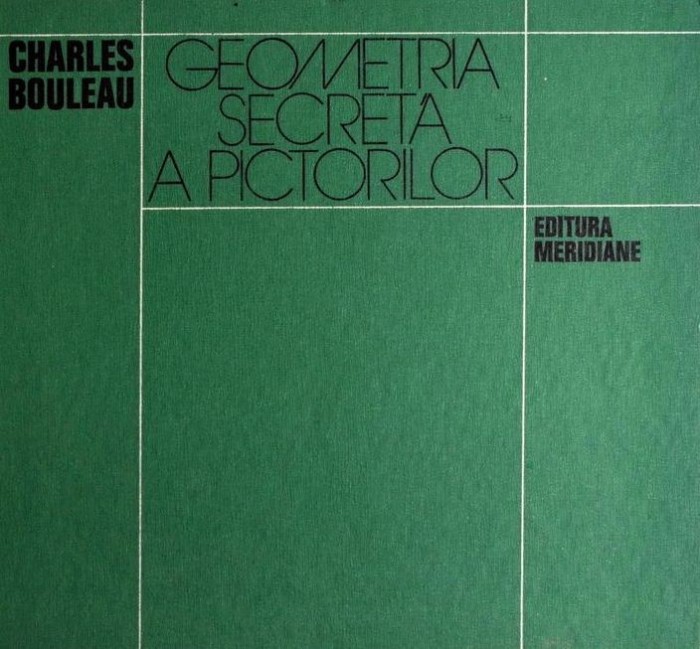 CHARLES
BOULEAU
GEOMETRIA
SECRETĂ
A PICTORILOR
EDITURA
MERIDIANE